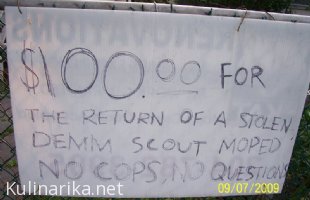 $100.00 FOR
THE RETURN OF A STOLEN,
DEMM SCOUT MOPED
NO COPS, NO QUESTIONS
Kulinarika.net
09/07/2009